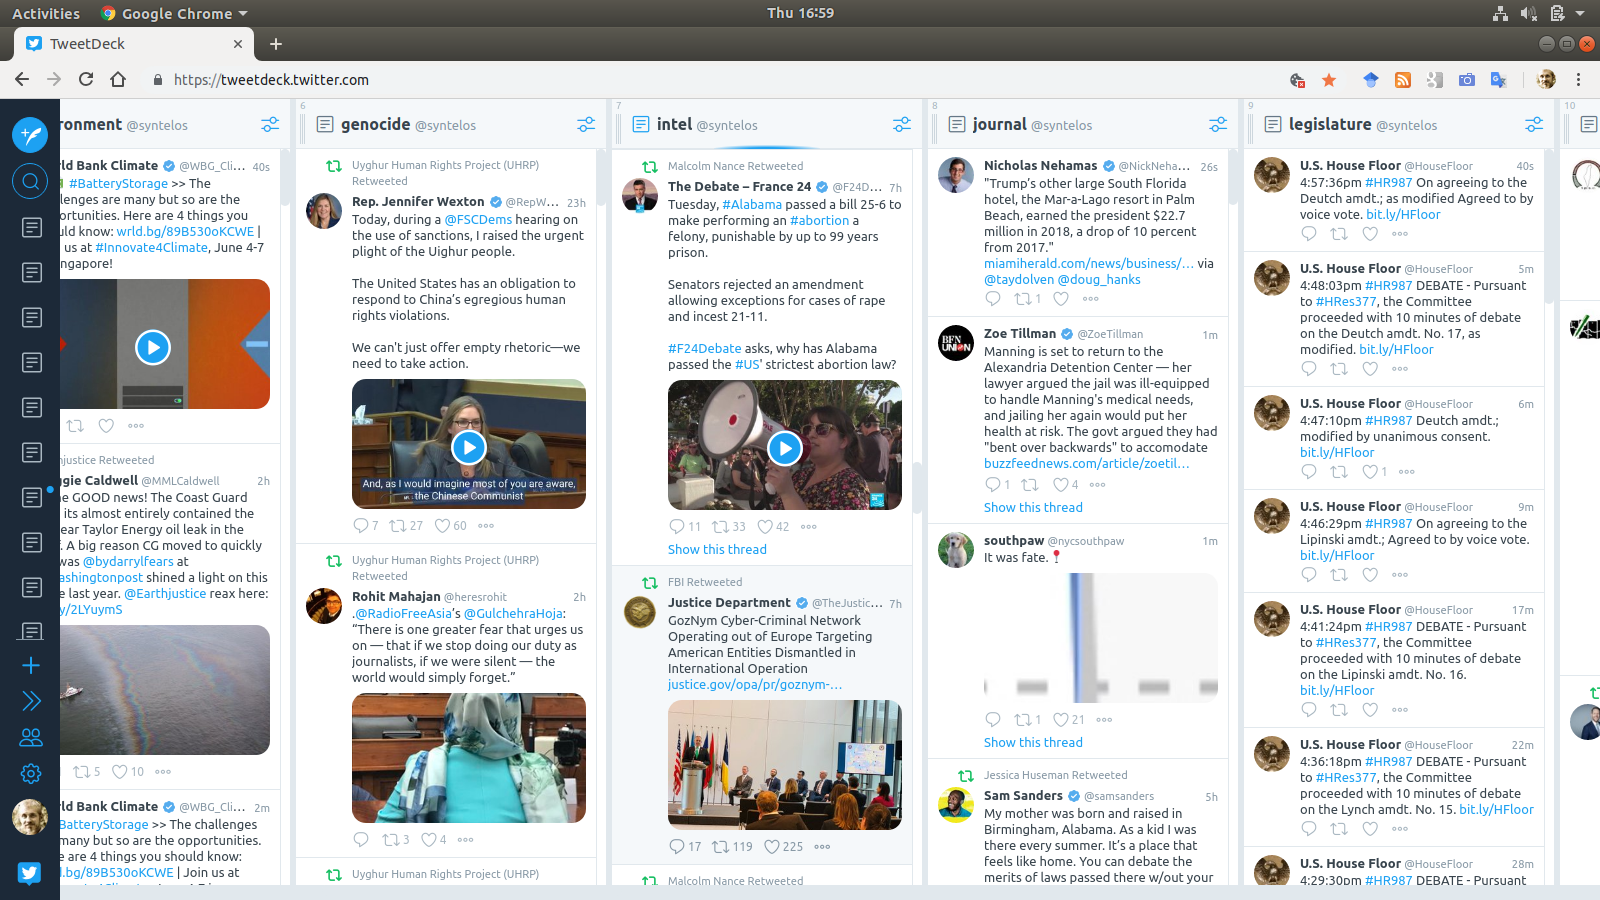 Activities
Google Chrome
Thu 16:59
TweetDeck
https://tweetdeck.twitter.com
ronment @syntelos
ld Bank Climate @WBG_Cli... 40s
#BatteryStorage >> The
lenges are many but so are the
ortunities. Here are 4 things you
uld know: wrld.bg/89B530oKCWE |
us at #Innovate4Climate, June 4-7
ngapore!
hjustice Retweeted
ggie Caldwell @MMLCaldwell 2h
ne GOOD news! The Coast Guard
its almost entirely contained the
ear Taylor Energy oil leak in the
. A big reason CG moved to quickly
was @bydarrylfears at
ashingtonpost shined a light on this
e last year. @Earthjustice reax here:
y/2LYuymS
5 10
ld Bank Climate @WBG_Cli... 2m
BatteryStorage >> The challenges
many but so are the opportunities.
e are 4 things you should know:
l.bg/89B530oKCWE | Join us at
6
genocide @syntelos
Uyghur Human Rights Project (UHRP)
Retweeted
Rep. Jennifer Wexton @RepW... 23h
Today, during a @FSCDems hearing on
the use of sanctions, I raised the urgent
plight of the Uighur people.
The United States has an obligation to
respond to China’s egregious human
rights violations.
We can't just offer empty rhetoric—we
need to take action.
And, as I would imagine most of you are aware,
the Chinese Communist
7 27 60
Uyghur Human Rights Project (UHRP)
Retweeted
Rohit Mahajan @heresrohit 2h
.@RadioFreeAsia’s @GulchehraHoja:
“There is one greater fear that urges us
on — that if we stop doing our duty as
journalists, if we were silent — the
world would simply forget.”
3 4
Uyghur Human Rights Project (UHRP)
7
intel @syntelos
Malcolm Nance Retweeted
The Debate – France 24 @F24D... 7h
Tuesday, #Alabama passed a bill 25-6 to
make performing an #abortion a
felony, punishable by up to 99 years
prison.
Senators rejected an amendment
allowing exceptions for cases of rape
and incest 21-11.
#F24Debate asks, why has Alabama
passed the #US' strictest abortion law?
11 33 42
Show this thread
FBI Retweeted
Justice Department @TheJustic... 7h
GozNym Cyber-Criminal Network
Operating out of Europe Targeting
American Entities Dismantled in
International Operation
justice.gov/opa/pr/goznym-...
17 119 225
Malcolm Nance Retweeted
8
journal @syntelos
Nicholas Nehamas @NickNeha... 26s
"Trump’s other large South Florida
hotel, the Mar-a-Lago resort in Palm
Beach, earned the president $22.7
million in 2018, a drop of 10 percent
from 2017."
miamiherald.com/news/business/... via
@taydolven @doug_hanks
1
BFN
UNION
Zoe Tillman @ZoeTillman 1m
Manning is set to return to the
Alexandria Detention Center — her
lawyer argued the jail was ill-equipped
to handle Manning's medical needs,
and jailing her again would put her
health at risk. The govt argued they had
"bent over backwards" to accomodate
buzzfeednews.com/article/zoetil...
1 4
Show this thread
southpaw @nycsouthpaw 1m
It was fate.
1 21
Show this thread
Jessica Huseman Retweeted
Sam Sanders @samsanders 5h
My mother was born and raised in
Birmingham, Alabama. As a kid I was
there every summer. It’s a place that
feels like home. You can debate the
merits of laws passed there w/out your
9
legislature @syntelos
U.S. House Floor @HouseFloor 40s
4:57:36pm #HR987 On agreeing to the
Deutch amdt.; as modified Agreed to by
voice vote. bit.ly/HFloor
U.S. House Floor @HouseFloor 5m
4:48:03pm #HR987 DEBATE - Pursuant
to #HRes377, the Committee
proceeded with 10 minutes of debate
on the Deutch amdt. No. 17, as
modified. bit.ly/HFloor
U.S. House Floor @HouseFloor 6m
4:47:10pm #HR987 Deutch amdt.;
modified by unanimous consent.
bit.ly/HFloor
1
U.S. House Floor @HouseFloor 9m
4:46:29pm #HR987 On agreeing to the
Lipinski amdt.; Agreed to by voice vote.
bit.ly/HFloor
U.S. House Floor @HouseFloor 17m
4:41:24pm #HR987 DEBATE - Pursuant
to #HRes377, the Committee
proceeded with 10 minutes of debate
on the Lipinski amdt. No. 16.
bit.ly/HFloor
U.S. House Floor @HouseFloor 22m
4:36:18pm #HR987 DEBATE - Pursuant
to #HRes377, the Committee
proceeded with 10 minutes of debate
on the Lynch amdt. No. 15. bit.ly/HFloor
U.S. House Floor @HouseFloor 28m
4:29:30pm #HR987 DEBATE - Pursuant
10